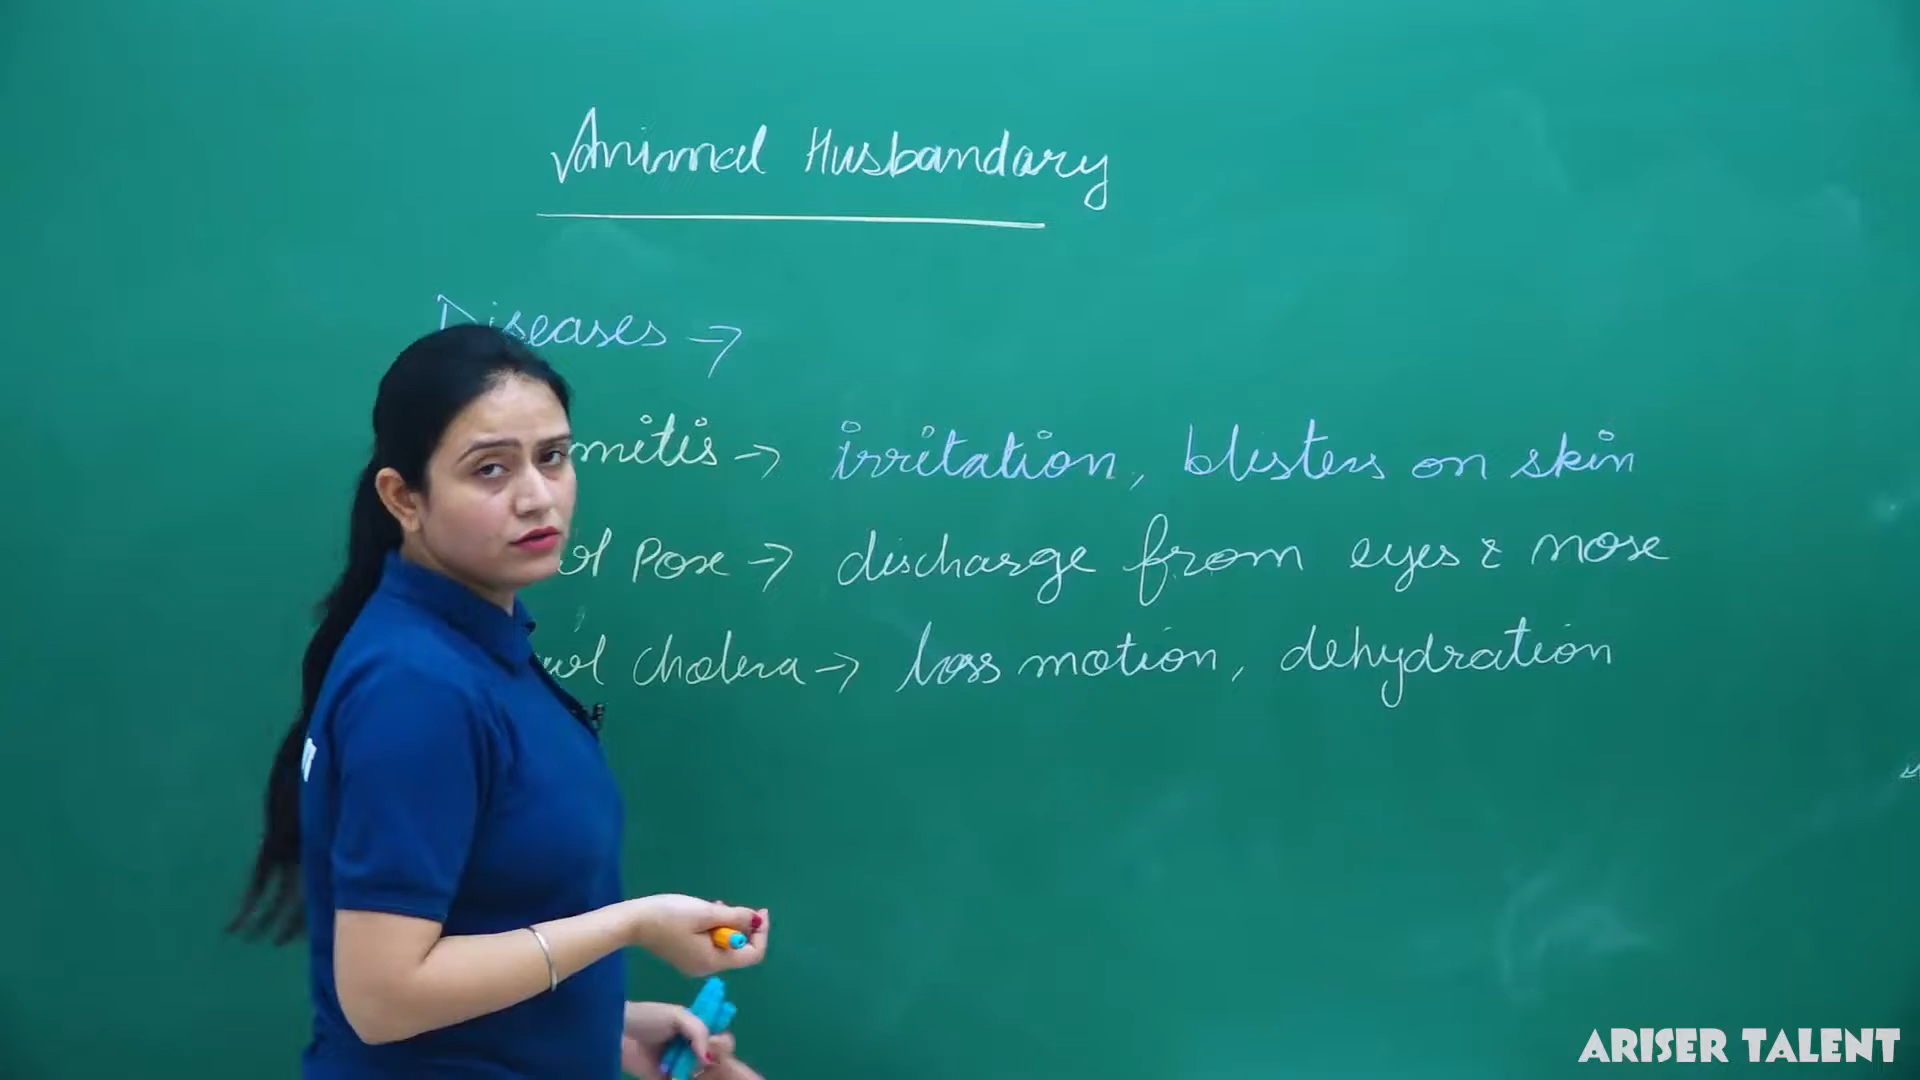 Animal Husbandary
Diseases →
mitis → irritation, blisters on skin
Pox → discharge from eyes & nose
cholera → loss motion, dehydration
ARISER TALENT